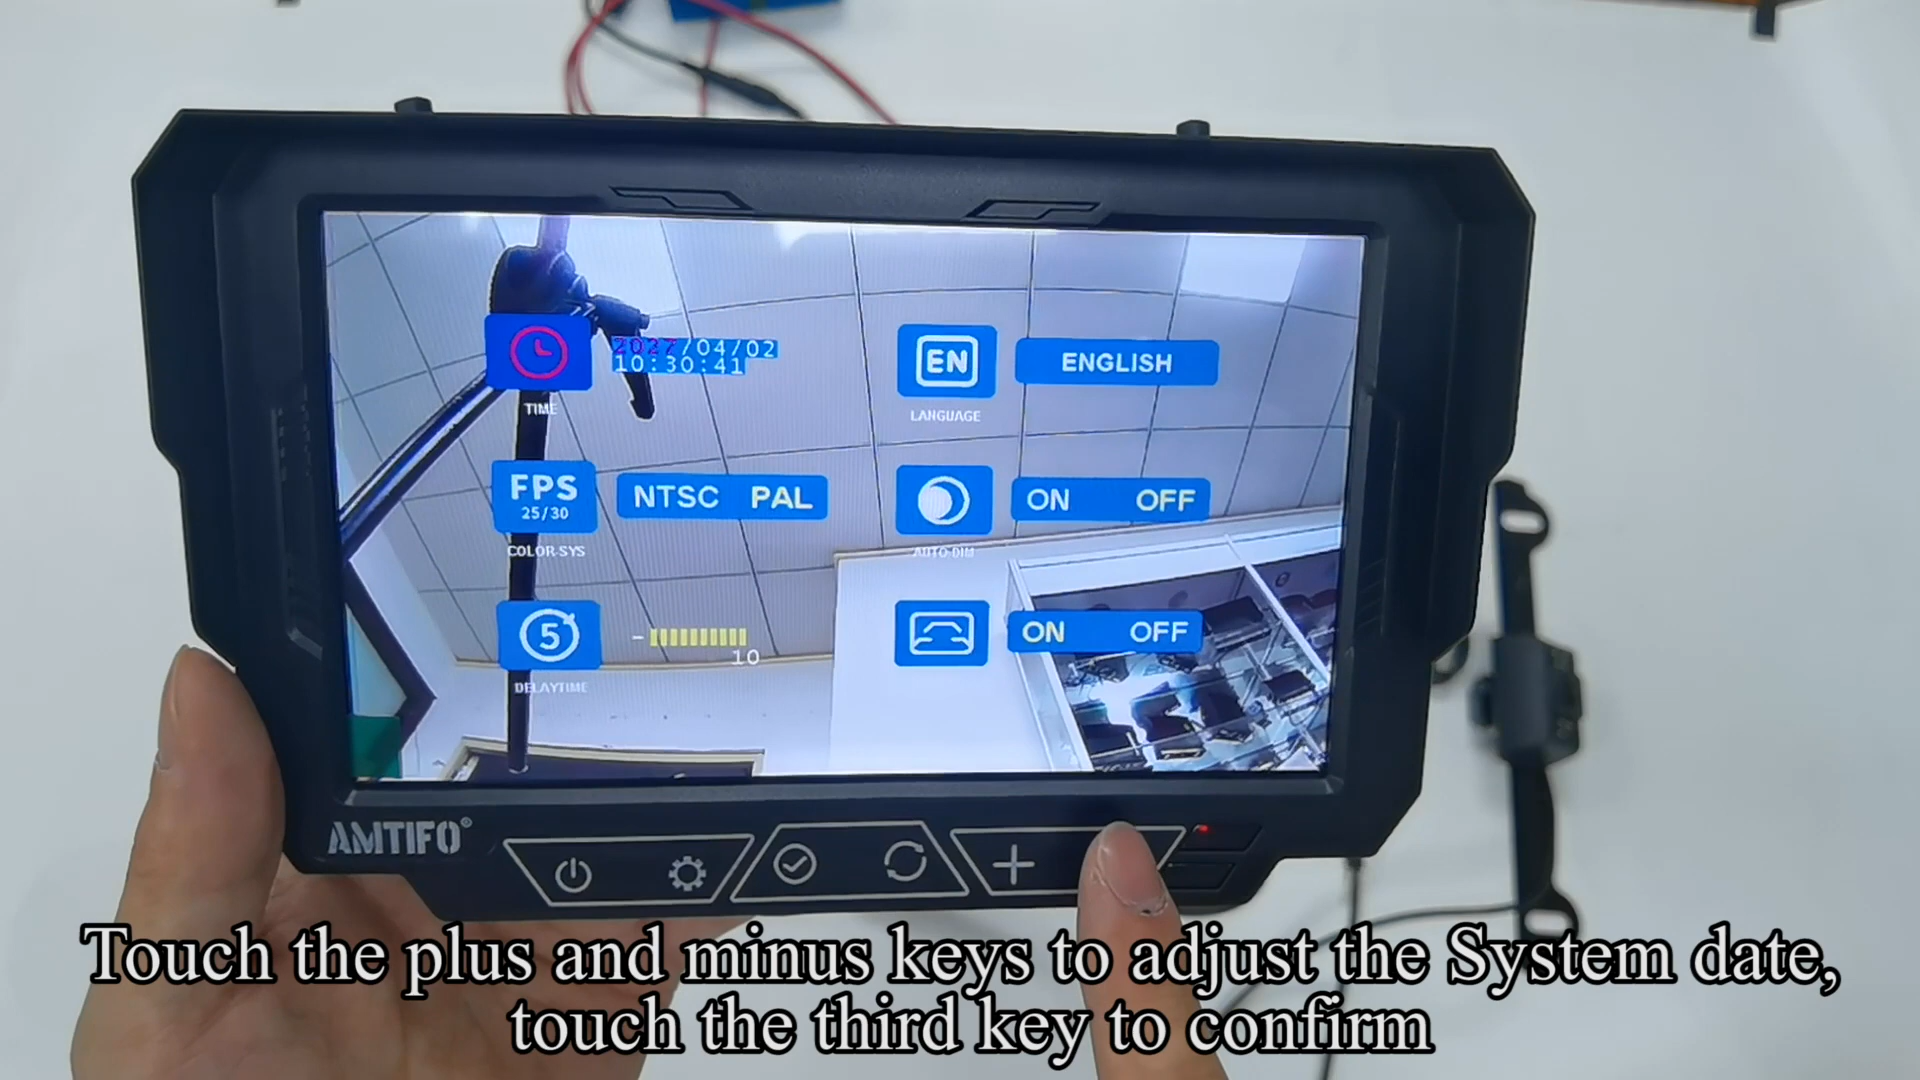 2027/04/02
10:30:41
TIME
EN
ENGLISH
LANGUAGE
FPS
25/30
NTSC PAL
COLOR-SYS
ON OFF
AUTO-DIM
5
- 10
DELAYTIME
ON OFF
AMTIFO®
Touch the plus and minus keys to adjust the System date,
touch the third key to confirm